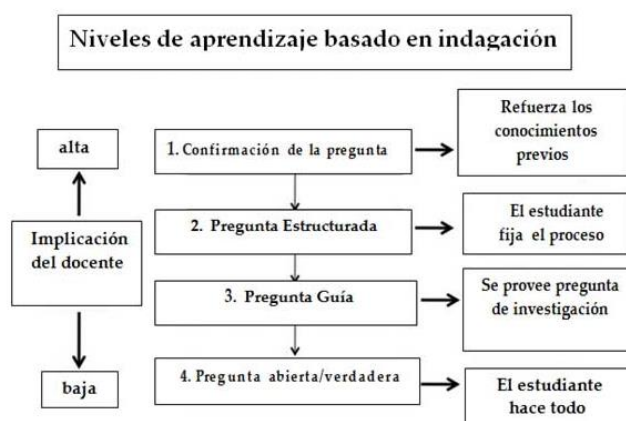 Niveles de aprendizaje basado en indagación
alta
Implicación
del docente
baja
1. Confirmación de la pregunta
Refuerza los
conocimientos
previos
2. Pregunta Estructurada
El estudiante
fija el proceso
3. Pregunta Guía
Se provee pregunta
de investigación
4. Pregunta abierta/verdadera
El estudiante
hace todo